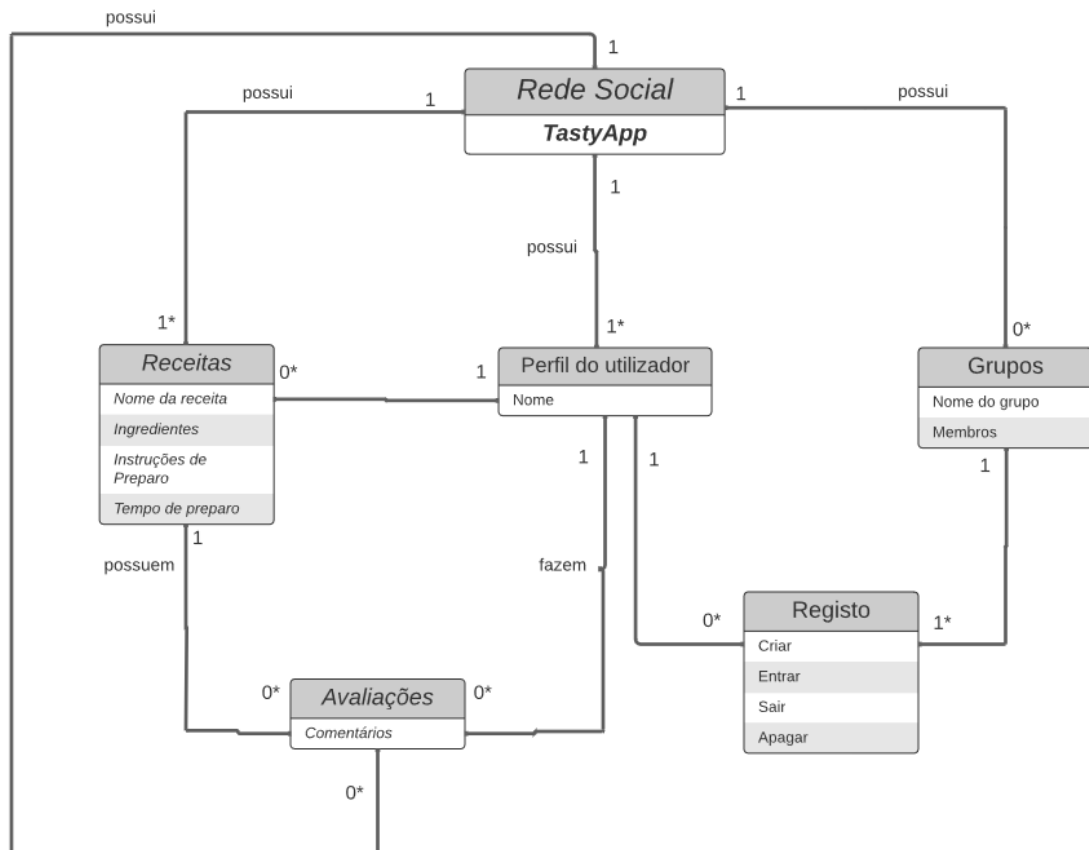 possui
1
Rede Social
TastyApp
possui
1
1
possui
1
possui
1*
1*
0*
Receitas
Nome da receita
Ingredientes
Instruções de
Preparo
Tempo de preparo
0*
1
Perfil do utilizador
Nome
Grupos
Nome do grupo
Membros
1
1
1
1
possuem
fazem
Registo
Criar
Entrar
Sair
Apagar
0*
1*
Avaliações
Comentários
0*
0*
0*